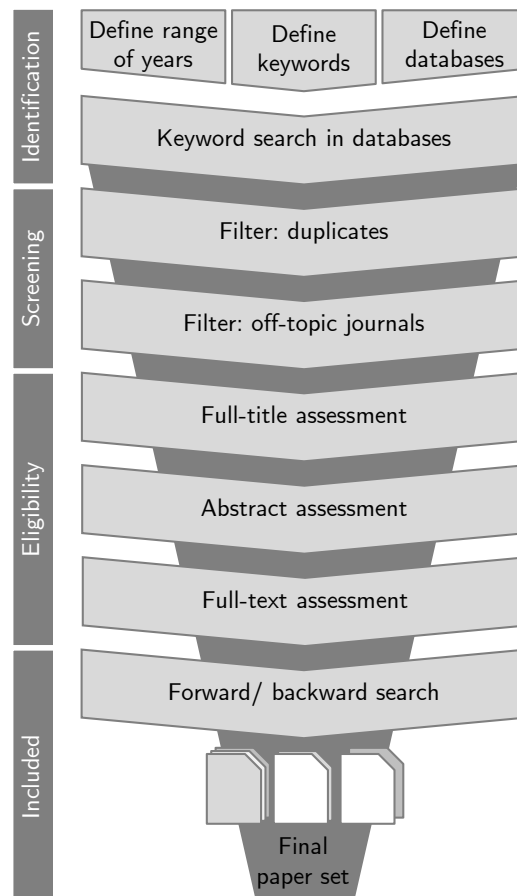 Define range
of years
Define
keywords
Define
databases
Identification
Keyword search in databases
Screening
Filter: duplicates
Filter: off-topic journals
Eligibility
Full-title assessment
Abstract assessment
Full-text assessment
Included
Forward/ backward search
Final
paper set